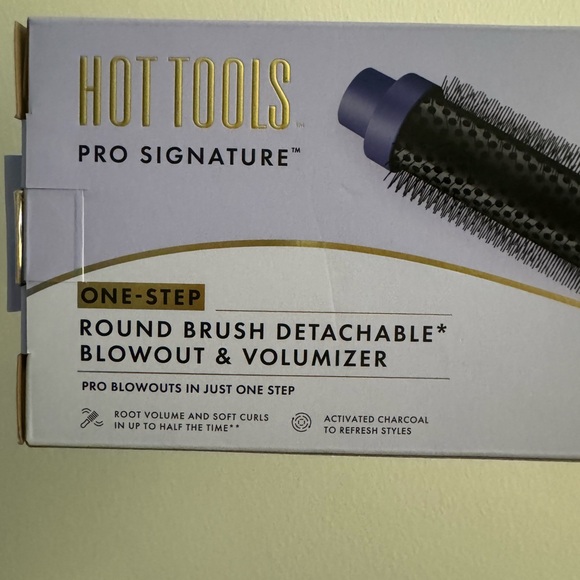 HOT TOOLS™
PRO SIGNATURE™
ONE-STEP
ROUND BRUSH DETACHABLE*
BLOWOUT & VOLUMIZER
PRO BLOWOUTS IN JUST ONE STEP
ROOT VOLUME AND SOFT CURLS
IN UP TO HALF THE TIME**
ACTIVATED CHARCOAL
TO REFRESH STYLES